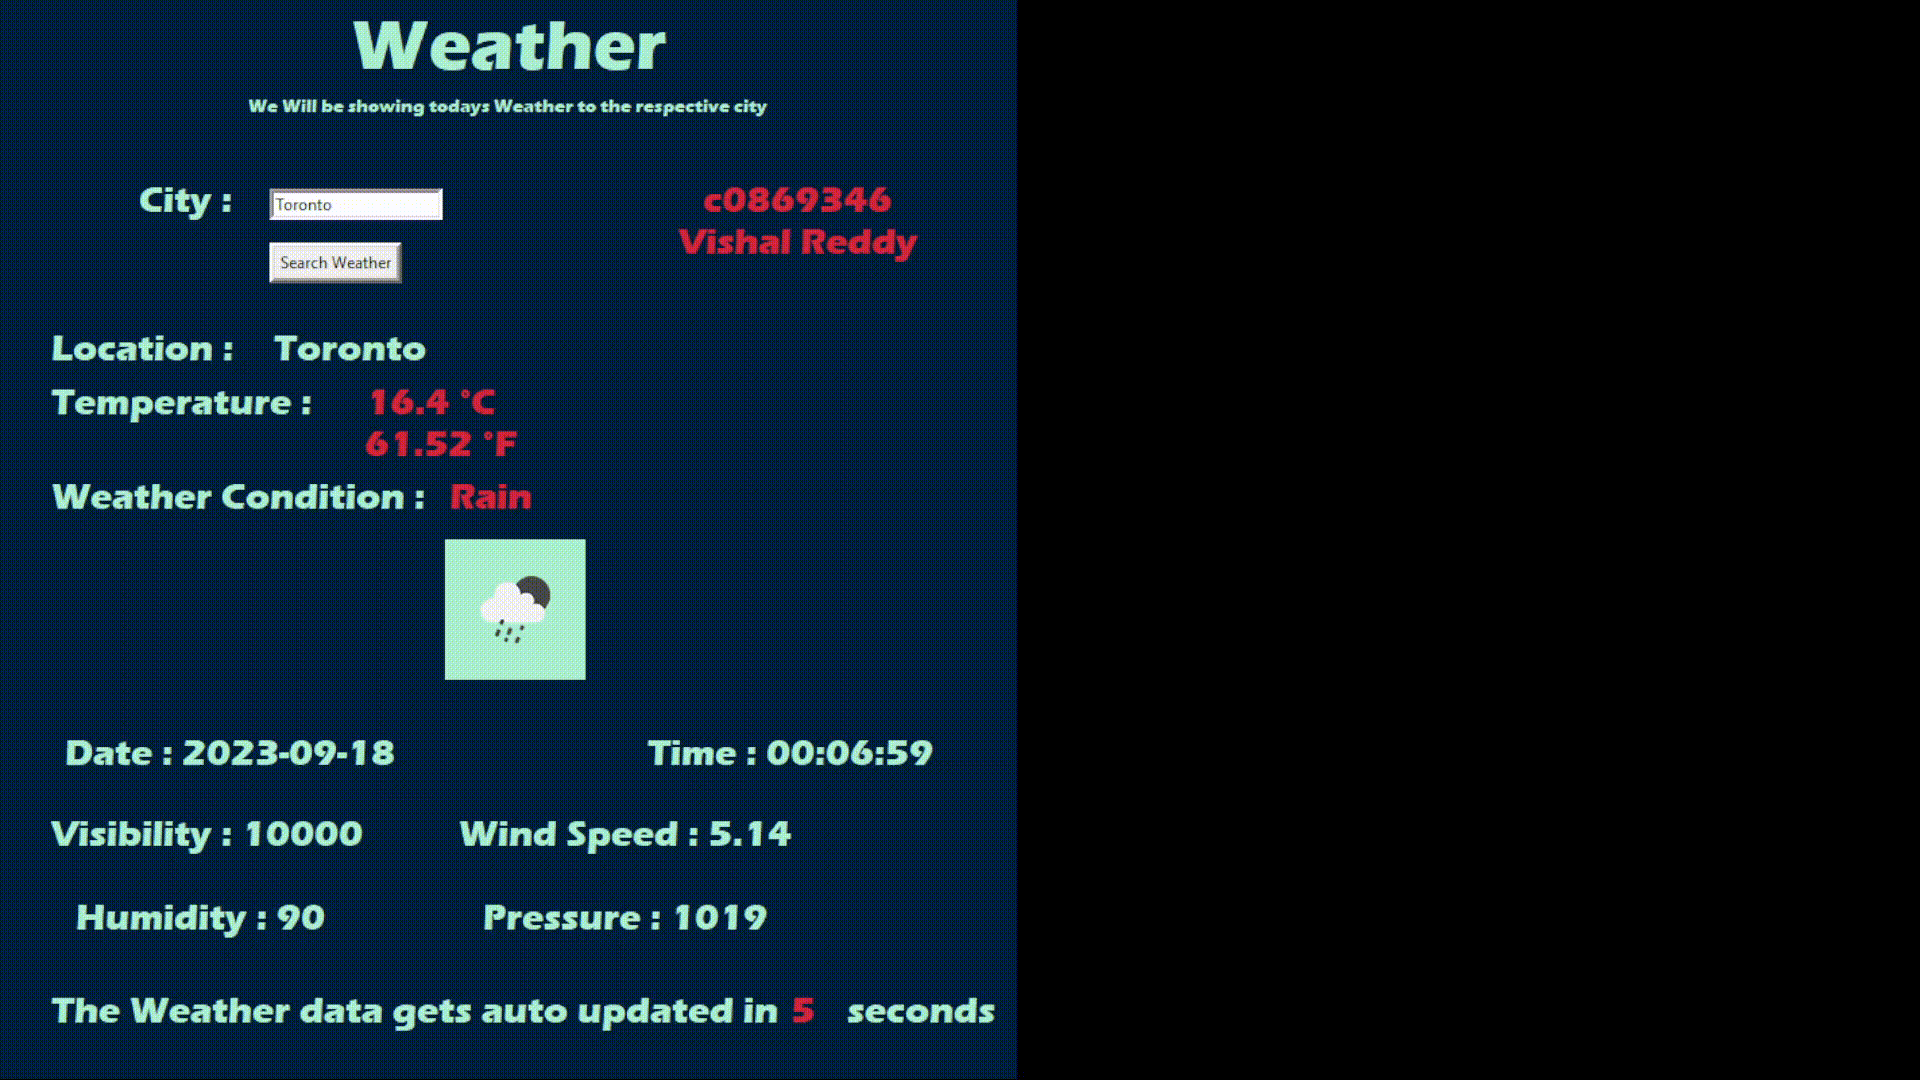 Weather
We Will be showing todays Weather to the respective city
City : Toronto
c0869346
Vishal Reddy
Search Weather
Location : Toronto
Temperature : 16.4 °C
61.52 °F
Weather Condition : Rain
Date : 2023-09-18 Time : 00:06:59
Visibility : 10000 Wind Speed : 5.14
Humidity : 90 Pressure : 1019
The Weather data gets auto updated in 5 seconds